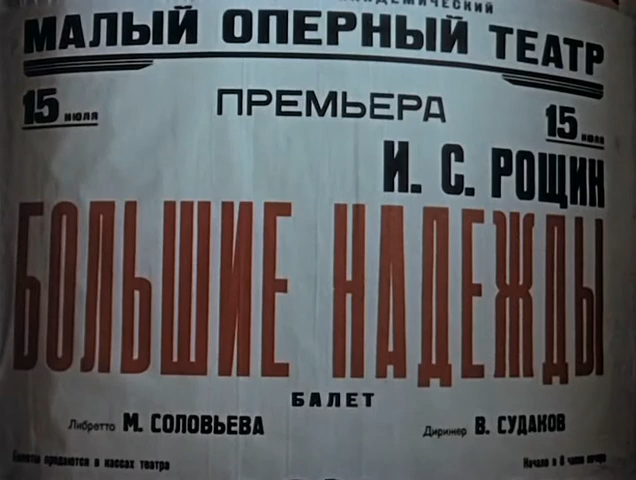 АКАДЕМИЧЕСКИЙ
МАЛЫЙ ОПЕРНЫЙ ТЕАТР
15 июля ПРЕМЬЕРА 15 июля
И. С. РОЩИН
БОЛЬШИЕ НАДЕЖДЫ
БАЛЕТ
Либретто М. СОЛОВЬЕВА Дирижер В. СУДАКОВ
Билеты продаются в кассах театра Начало в 8 часов вечера